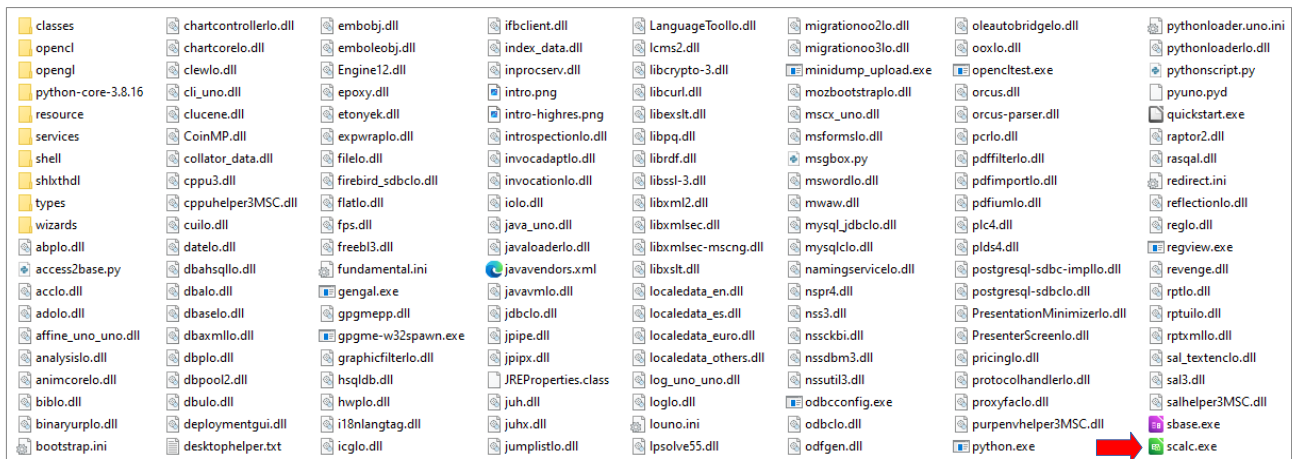 classes
opencl
opengl
python-core-3.8.16
resource
services
shell
shlxthdl
types
wizards
abplo.dll
access2base.py
acclo.dll
adolo.dll
affine_uno_uno.dll
analysislo.dll
animcorelo.dll
biblo.dll
binaryurplo.dll
bootstrap.ini
chartcontrollerlo.dll
chartcorelo.dll
clewlo.dll
cli_uno.dll
clucene.dll
CoinMP.dll
collator_data.dll
cppu3.dll
cppuhelper3MSC.dll
cuilo.dll
datelo.dll
dbahsqllo.dll
dbalo.dll
dbaselo.dll
dbaxmllo.dll
dbplo.dll
dbpool2.dll
dbulo.dll
deploymentgui.dll
desktophelper.txt
embobj.dll
emboleobj.dll
Engine12.dll
epoxy.dll
etonyek.dll
expwraplo.dll
filelo.dll
firebird_sdbclo.dll
flatlo.dll
fps.dll
freebl3.dll
fundamental.ini
gengal.exe
gpgmepp.dll
gpgme-w32spawn.exe
graphicfilterlo.dll
hsqldb.dll
hwplo.dll
i18nlangtag.dll
icglo.dll
ifbclient.dll
index_data.dll
inprocserv.dll
intro.png
intro-highres.png
introspectionlo.dll
invocadaptlo.dll
invocationlo.dll
iolo.dll
java_uno.dll
javaloaderlo.dll
javavendors.xml
javavmlo.dll
jdbclo.dll
jpipe.dll
jpipx.dll
JREProperties.class
juh.dll
juhx.dll
jumplistlo.dll
LanguageToollo.dll
lcms2.dll
libcrypto-3.dll
libcurl.dll
libexslt.dll
libpq.dll
librdf.dll
libssl-3.dll
libxml2.dll
libxmlsec.dll
libxmlsec-mscng.dll
libxslt.dll
localedata_en.dll
localedata_es.dll
localedata_euro.dll
localedata_others.dll
log_uno_uno.dll
loglo.dll
louno.ini
lpsolve55.dll
migrationoo2lo.dll
migrationoo3lo.dll
minidump_upload.exe
mozbootstraplo.dll
mscx_uno.dll
msformslo.dll
msgbox.py
mswordlo.dll
mwaw.dll
mysql_jdbclo.dll
mysqlclo.dll
namingservicelo.dll
nspr4.dll
nss3.dll
nssckbi.dll
nssdbm3.dll
nssutil3.dll
odbcconfig.exe
odbclo.dll
odfgen.dll
oleautobridgelo.dll
ooxlo.dll
opencltest.exe
orcus.dll
orcus-parser.dll
pcrlo.dll
pdffilterlo.dll
pdfimportlo.dll
pdfiumlo.dll
plc4.dll
plds4.dll
postgresql-sdbc-impllo.dll
postgresql-sdbclo.dll
PresentationMinimizerlo.dll
PresenterScreenlo.dll
pricinglo.dll
protocolhandlerlo.dll
proxyfaclo.dll
purpenvhelper3MSC.dll
python.exe
pythonloader.uno.ini
pythonloaderlo.dll
pythonscript.py
pyuno.pyd
quickstart.exe
raptor2.dll
rasqal.dll
redirect.ini
reflectionlo.dll
reglo.dll
regview.exe
revenge.dll
rptlo.dll
rptuilo.dll
rptxmllo.dll
sal_textenclo.dll
sal3.dll
salhelper3MSC.dll
sbase.exe
scalc.exe